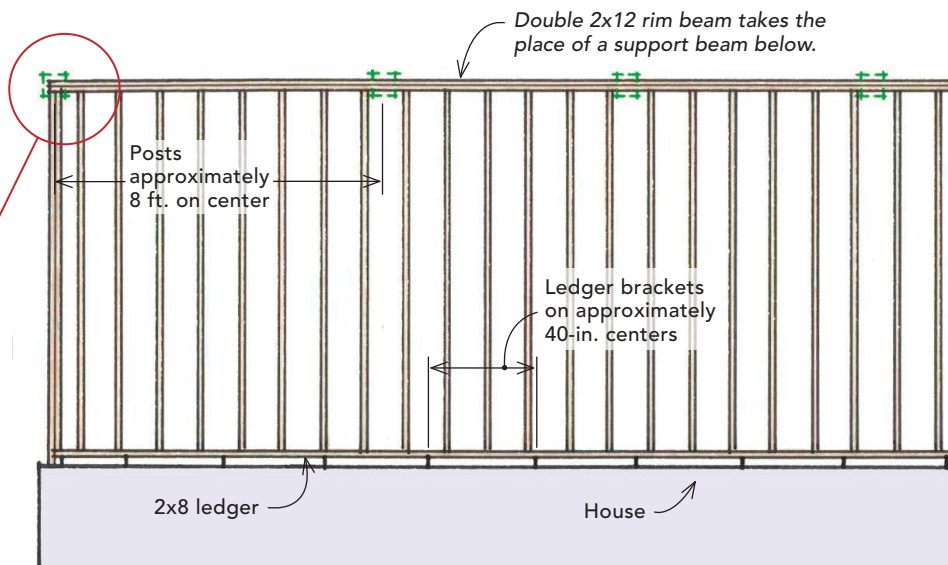 Double 2x12 rim beam takes the
place of a support beam below.
Posts
approximately
8 ft. on center
Ledger brackets
on approximately
40-in. centers
2x8 ledger
House